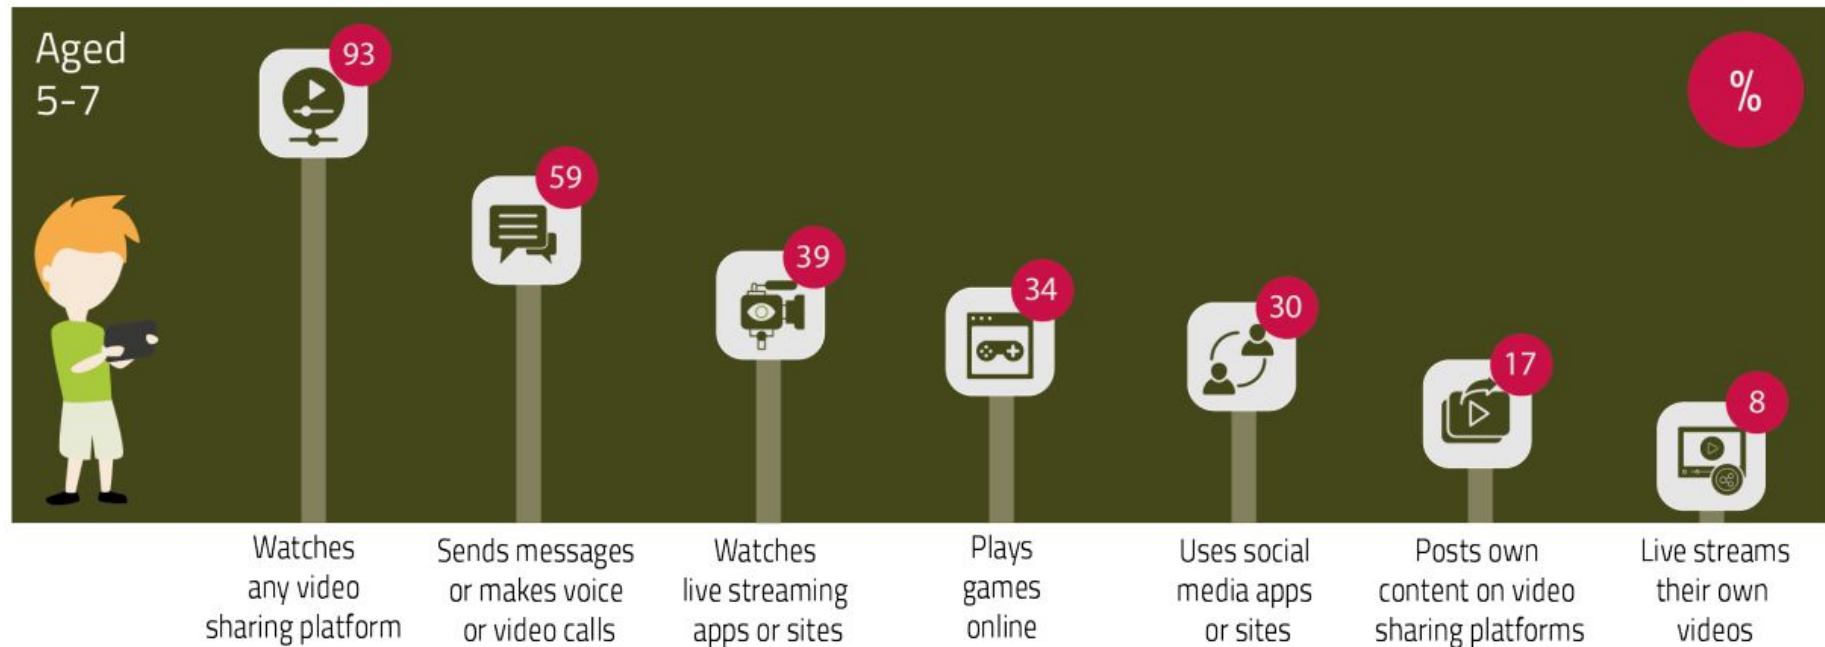 Aged
5-7
%
93
59
39
34
30
17
8
Watches
any video
sharing platform
Sends messages
or makes voice
or video calls
Watches
live streaming
apps or sites
Plays
games
online
Uses social
media apps
or sites
Posts own
content on video
sharing platforms
Live streams
their own
videos